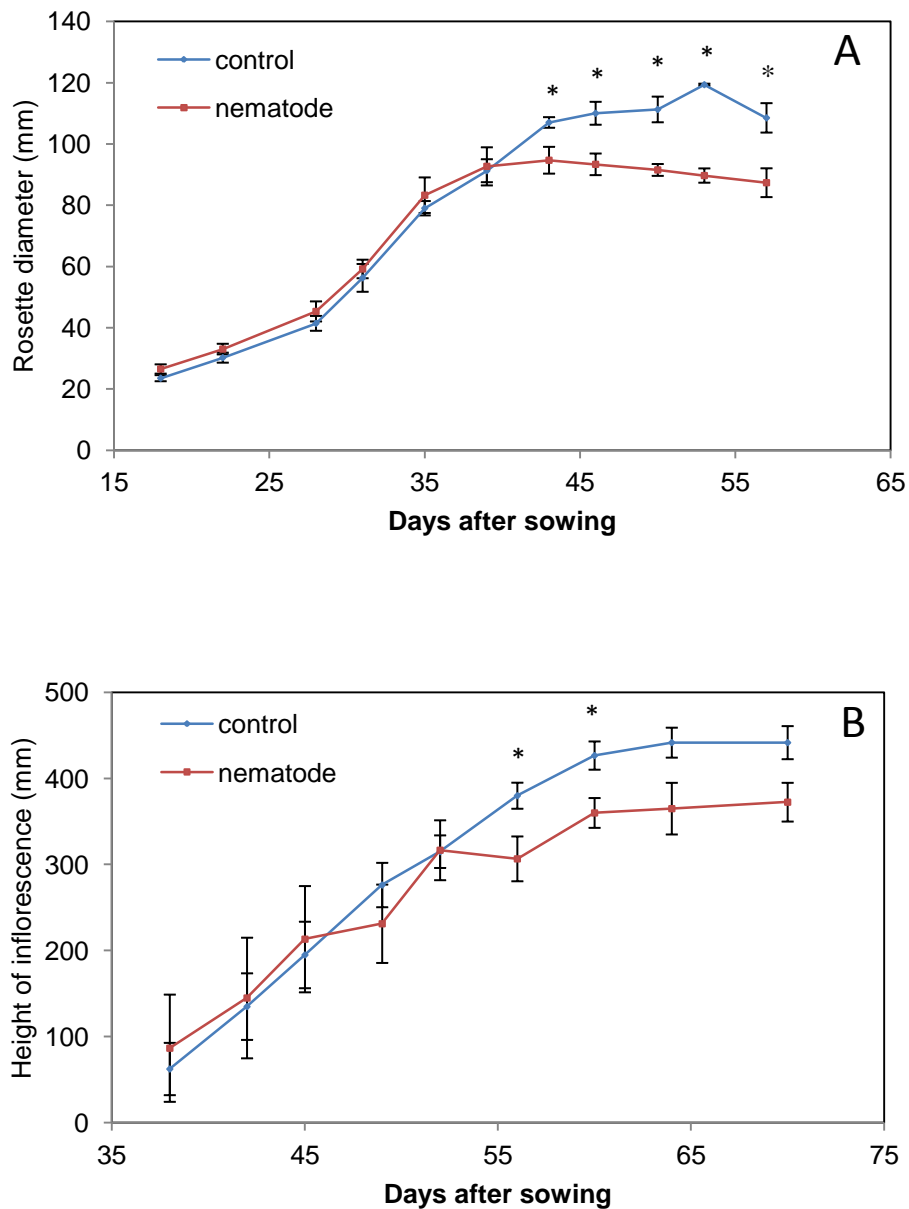 A
control
nematode
* * * * *
140
120
100
80
60
40
20
0
Rosette diameter (mm)
15 25 35 45 55 65
Days after sowing
B
control
nematode
* *
500
400
300
200
100
0
Height of inflorescence (mm)
35 45 55 65 75
Days after sowing